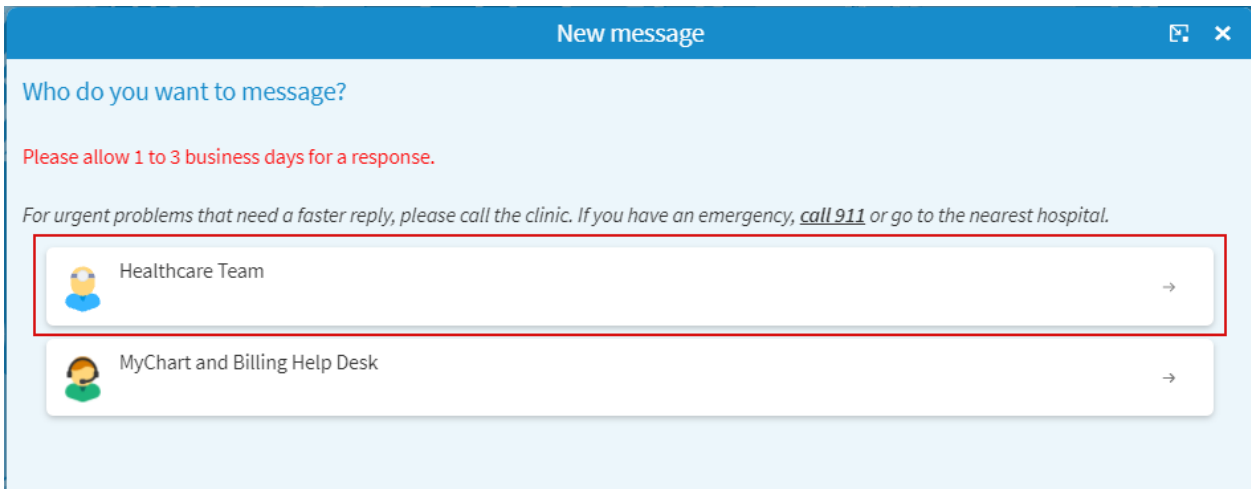 New message
Who do you want to message?
Please allow 1 to 3 business days for a response.
For urgent problems that need a faster reply, please call the clinic. If you have an emergency, call 911 or go to the nearest hospital.
Healthcare Team
MyChart and Billing Help Desk